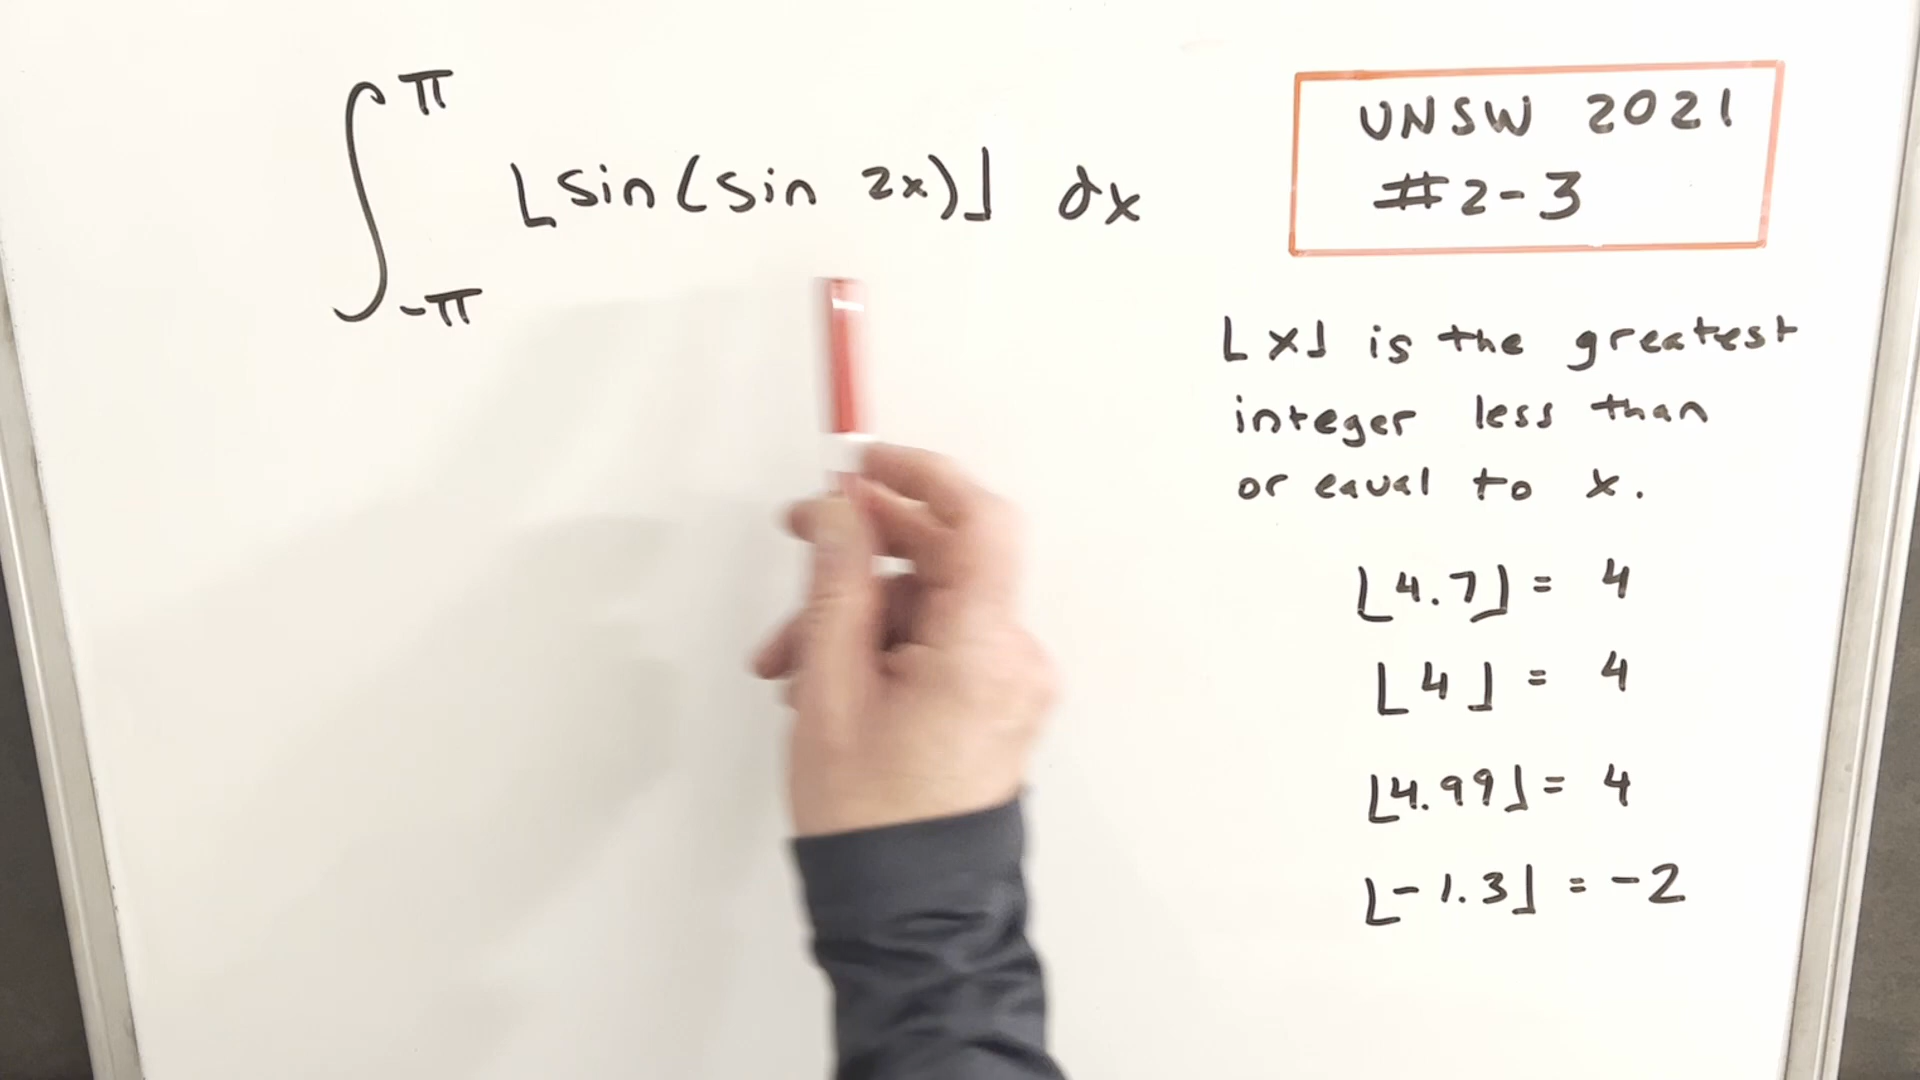 ∫_{-π}^{π} ⌊sin(sin 2x)⌋ dx
UNSW 2021
#2-3
⌊x⌋ is the greatest
integer less than
or equal to x.
⌊4.7⌋ = 4
⌊4⌋ = 4
⌊4.99⌋ = 4
⌊-1.3⌋ = -2